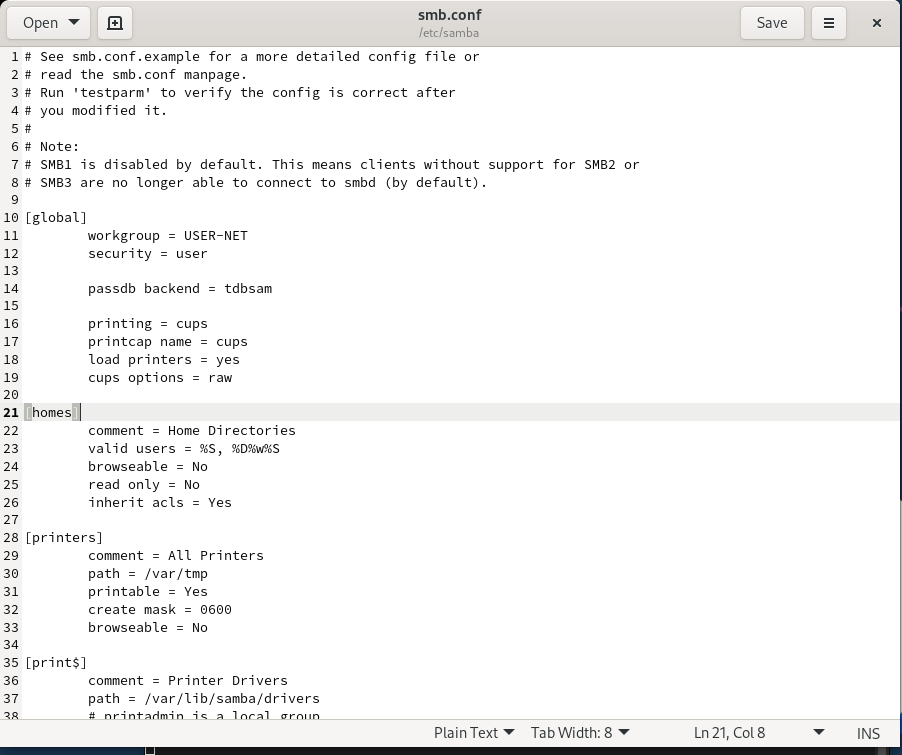 Open
smb.conf
/etc/samba
Save
1 # See smb.conf.example for a more detailed config file or
2 # read the smb.conf manpage.
3 # Run 'testparm' to verify the config is correct after
4 # you modified it.
5 #
6 # Note:
7 # SMB1 is disabled by default. This means clients without support for SMB2 or
8 # SMB3 are no longer able to connect to smbd (by default).
9
10 [global]
11 workgroup = USER-NET
12 security = user
13
14 passdb backend = tdbsam
15
16 printing = cups
17 printcap name = cups
18 load printers = yes
19 cups options = raw
20
21 [homes]
22 comment = Home Directories
23 valid users = %S, %D%w%S
24 browseable = No
25 read only = No
26 inherit acls = Yes
27
28 [printers]
29 comment = All Printers
30 path = /var/tmp
31 printable = Yes
32 create mask = 0600
33 browseable = No
34
35 [print$]
36 comment = Printer Drivers
37 path = /var/lib/samba/drivers
38 # printadmin is a local group
Plain Text Tab Width: 8 Ln 21, Col 8 INS